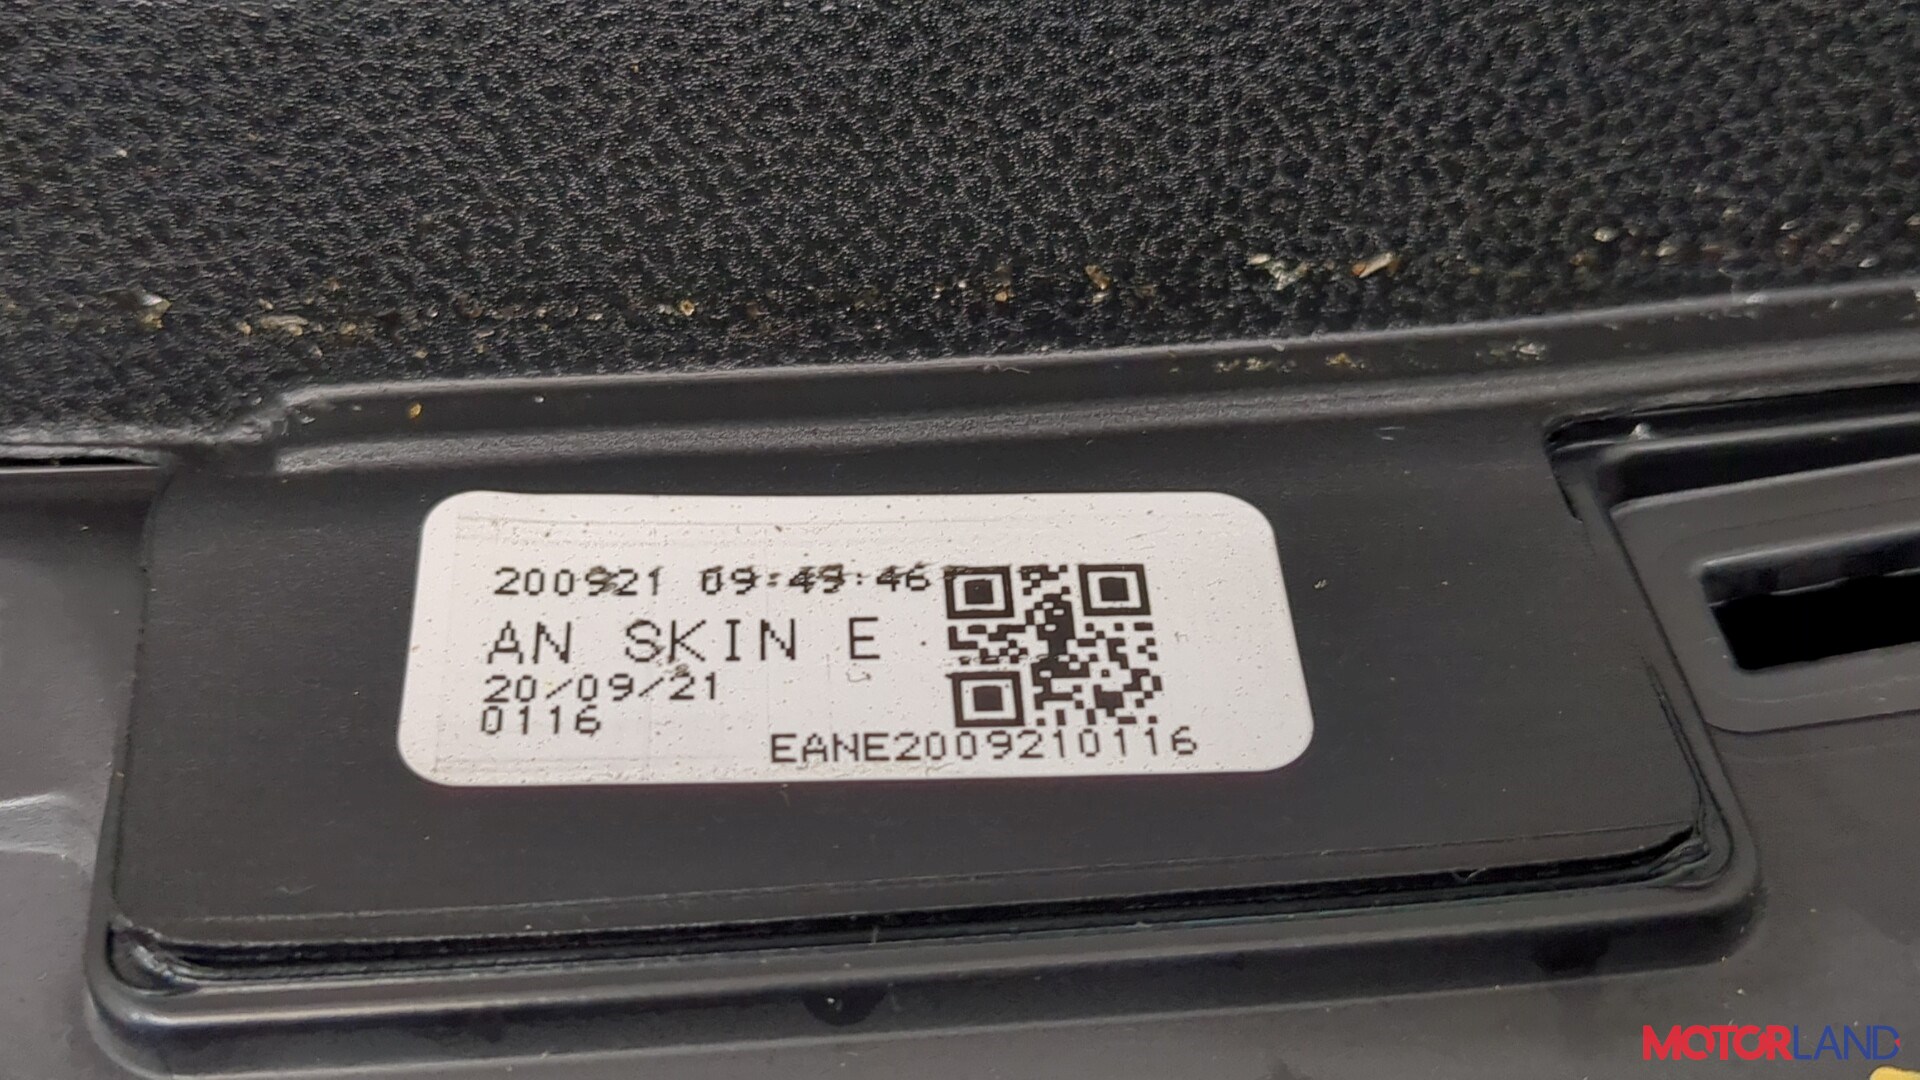 200921 09:49:46
AN SKIN E
20/09/21
0116
EANE2009210116
MOTORLAND